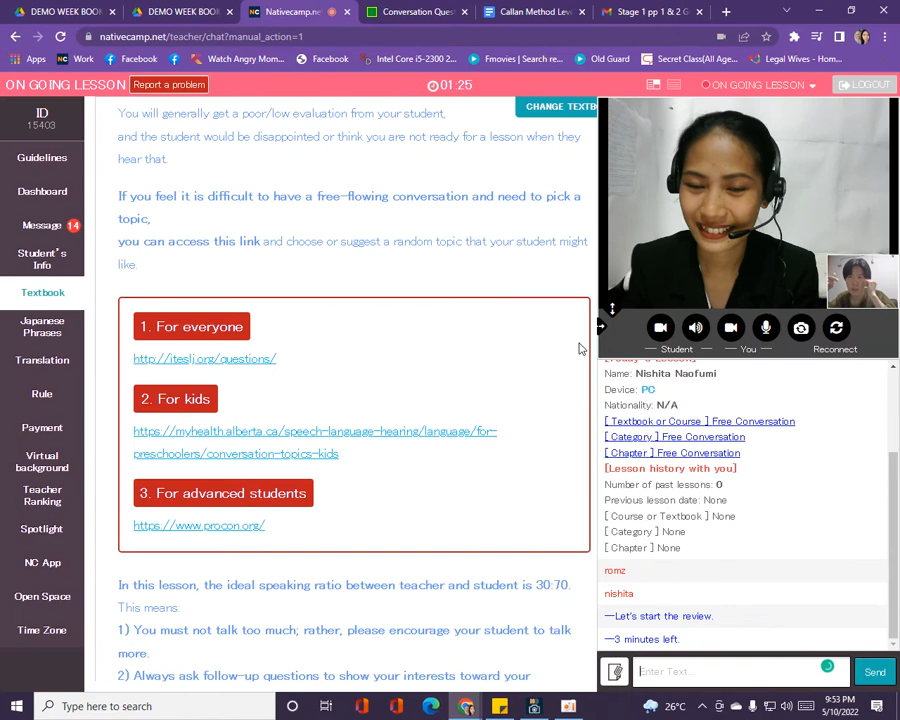 DEMO WEEK BOOK
DEMO WEEK BOOK
Nativecamp.ne
Conversation Ques
Callan Method Leve
Stage 1 pp 1 & 2 G
nativecamp.net/teacher/chat?manual_action=1
Apps
Work
Facebook
Watch Angry Mom...
Facebook
Intel Core i5-2300 2...
Fmovies | Search re...
Old Guard
Secret Class(All Age...
Legal Wives - Hom...
ON GOING LESSON
Report a problem
01:25
ON GOING LESSON
LOGOUT
ID
15403
Guidelines
Dashboard
Message 14
Student's
Info
Textbook
Japanese
Phrases
Translation
Rule
Payment
Virtual
background
Teacher
Ranking
Spotlight
NC App
Open Space
Time Zone
CHANGE TEXTB
You will generally get a poor/low evaluation from your student,
and the student would be disappointed or think you are not ready for a lesson when they
hear that.
If you feel it is difficult to have a free-flowing conversation and need to pick a
topic,
you can access this link and choose or suggest a random topic that your student might
like.
1. For everyone
http://iteslj.org/questions/
2. For kids
https://myhealth.alberta.ca/speech-language-hearing/language/for-
preschoolers/conversation-topics-kids
3. For advanced students
https://www.procon.org/
In this lesson, the ideal speaking ratio between teacher and student is 30:70.
This means:
1) You must not talk too much; rather, please encourage your student to talk
more.
2) Always ask follow-up questions to show your interests toward your
Student
You
Reconnect
[Today's Lesson]
Name: Nishita Naofumi
Device: PC
Nationality: N/A
[ Textbook or Course ] Free Conversation
[ Category ] Free Conversation
[ Chapter ] Free Conversation
[Lesson history with you]
Number of past lessons: 0
Previous lesson date: None
[ Course or Textbook ] None
[ Category ] None
[ Chapter ] None
romz
nishita
—Let's start the review.
—3 minutes left.
Enter Text...
Send
Type here to search
26°C
9:53 PM
5/10/2022